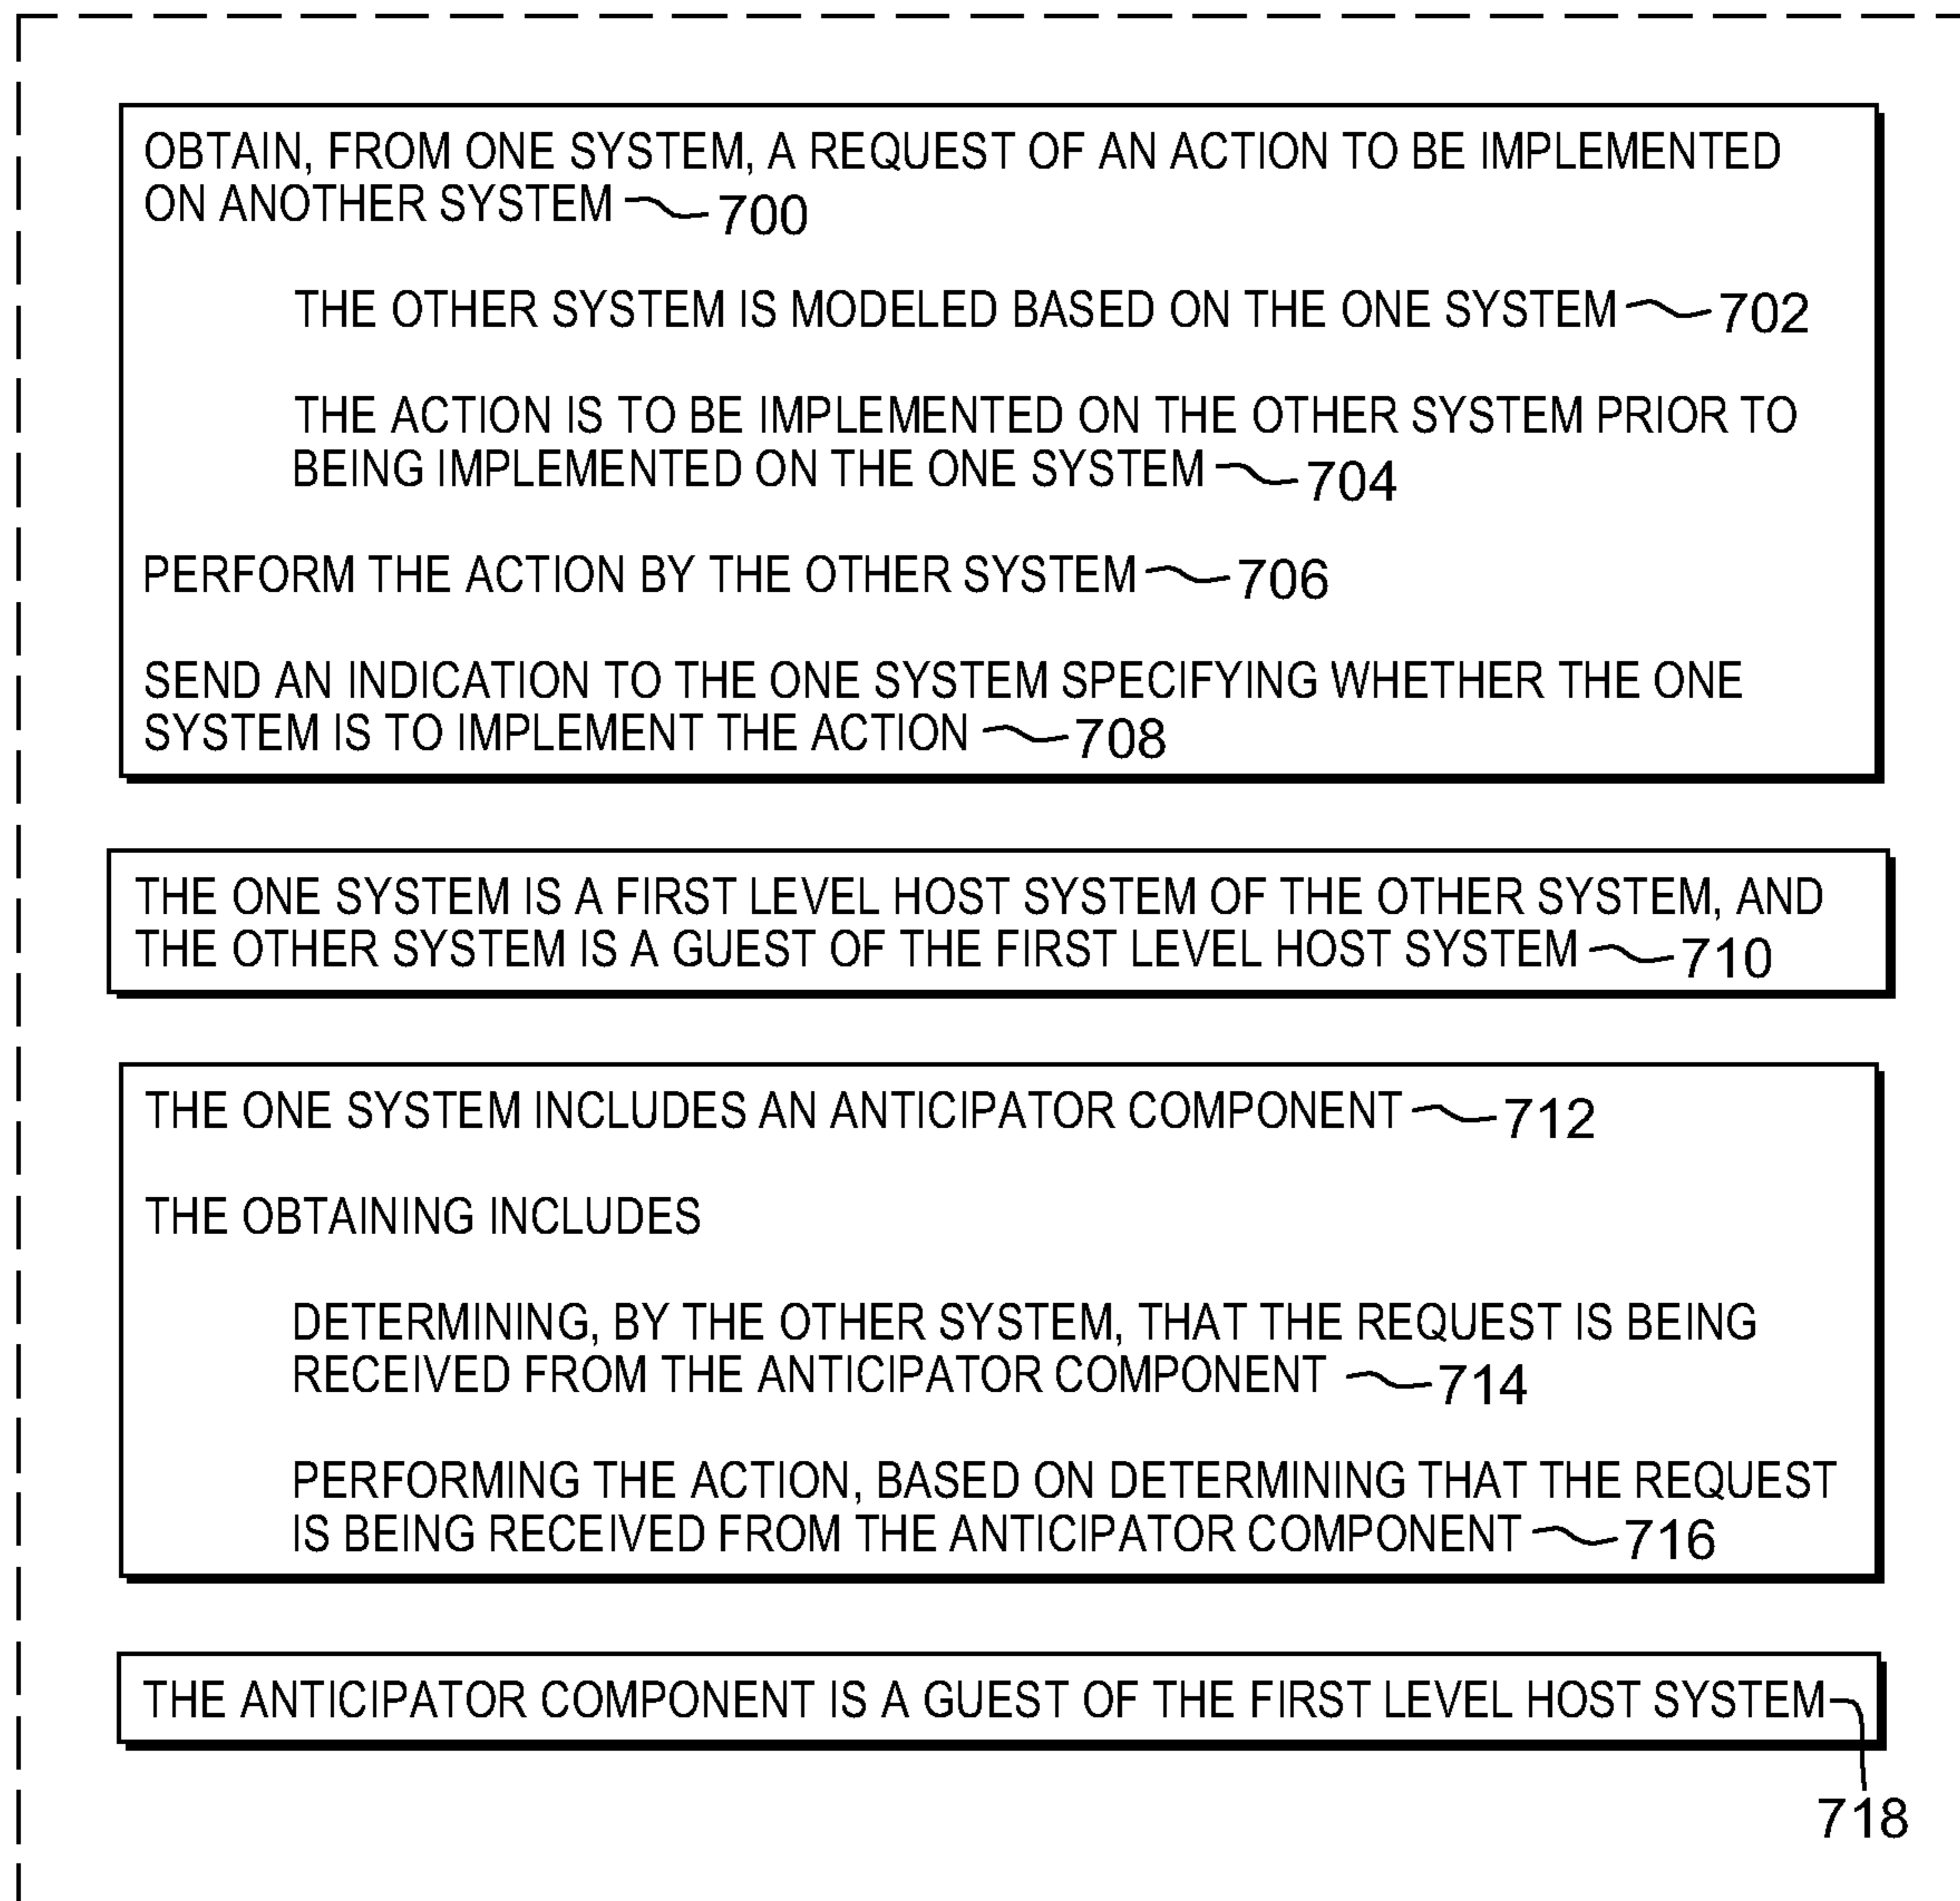 OBTAIN, FROM ONE SYSTEM, A REQUEST OF AN ACTION TO BE IMPLEMENTED
ON ANOTHER SYSTEM 700
THE OTHER SYSTEM IS MODELED BASED ON THE ONE SYSTEM 702
THE ACTION IS TO BE IMPLEMENTED ON THE OTHER SYSTEM PRIOR TO
BEING IMPLEMENTED ON THE ONE SYSTEM 704
PERFORM THE ACTION BY THE OTHER SYSTEM 706
SEND AN INDICATION TO THE ONE SYSTEM SPECIFYING WHETHER THE ONE
SYSTEM IS TO IMPLEMENT THE ACTION 708
THE ONE SYSTEM IS A FIRST LEVEL HOST SYSTEM OF THE OTHER SYSTEM, AND
THE OTHER SYSTEM IS A GUEST OF THE FIRST LEVEL HOST SYSTEM 710
THE ONE SYSTEM INCLUDES AN ANTICIPATOR COMPONENT 712
THE OBTAINING INCLUDES
DETERMINING, BY THE OTHER SYSTEM, THAT THE REQUEST IS BEING
RECEIVED FROM THE ANTICIPATOR COMPONENT 714
PERFORMING THE ACTION, BASED ON DETERMINING THAT THE REQUEST
IS BEING RECEIVED FROM THE ANTICIPATOR COMPONENT 716
THE ANTICIPATOR COMPONENT IS A GUEST OF THE FIRST LEVEL HOST SYSTEM
718